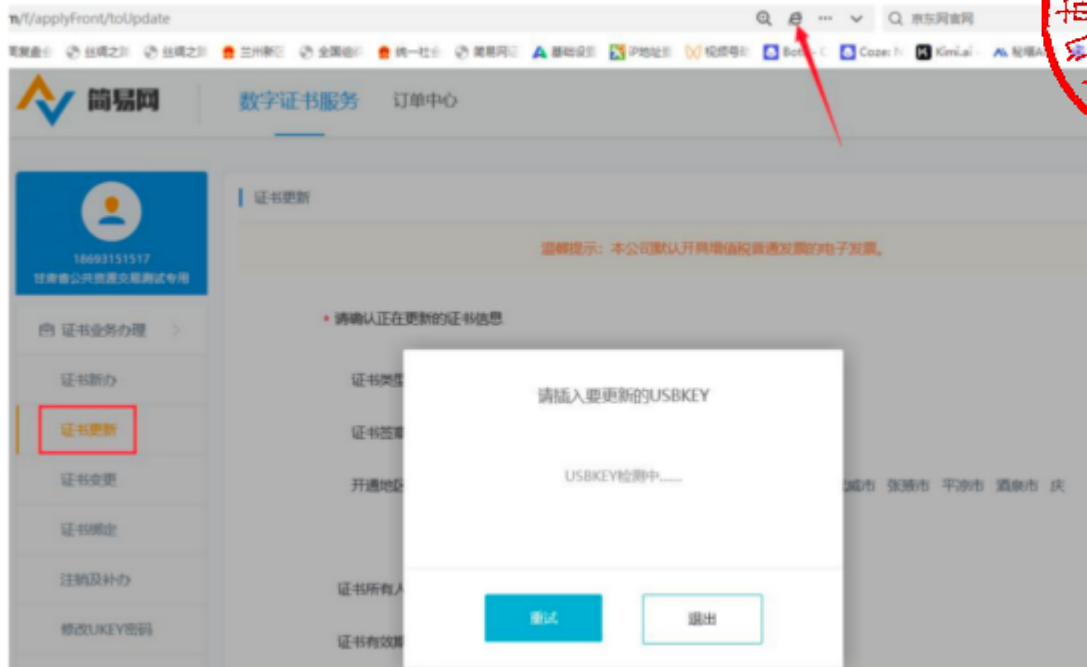 n/f/applyFront/toUpdate
京东网官网
丝绸之
丝绸之
兰州新区
全国
统一社会
简易网
基础设
IP地址
视频号
Coze:
Kimi.ai -
简易网
数字证书服务
订单中心
18693151517
甘肃省公共资源交易测试专用
证书业务办理
证书新办
证书更新
证书变更
证书绑定
注销及补办
修改UKEY密码
证书更新
温馨提示：本公司默认开具增值税普通发票的电子发票。
* 请确认正在更新的证书信息
证书类型
证书签章
开通地区
威市 张掖市 平凉市 酒泉市 庆
证书所有人
证书有效期
请插入要更新的USBKEY
USBKEY检测中......
重试
退出